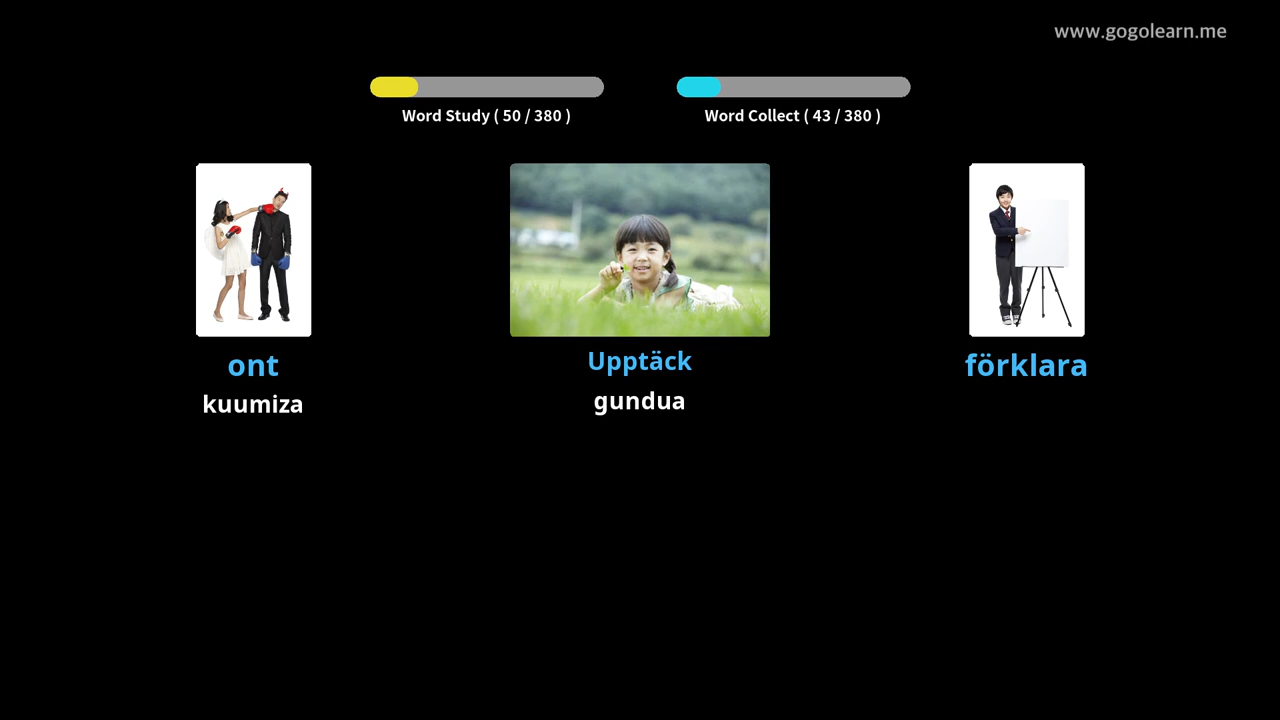 www.gogolearn.me
Word Study ( 50 / 380 )
Word Collect ( 43 / 380 )
ont
kuumiza
Upptäck
gundua
förklara